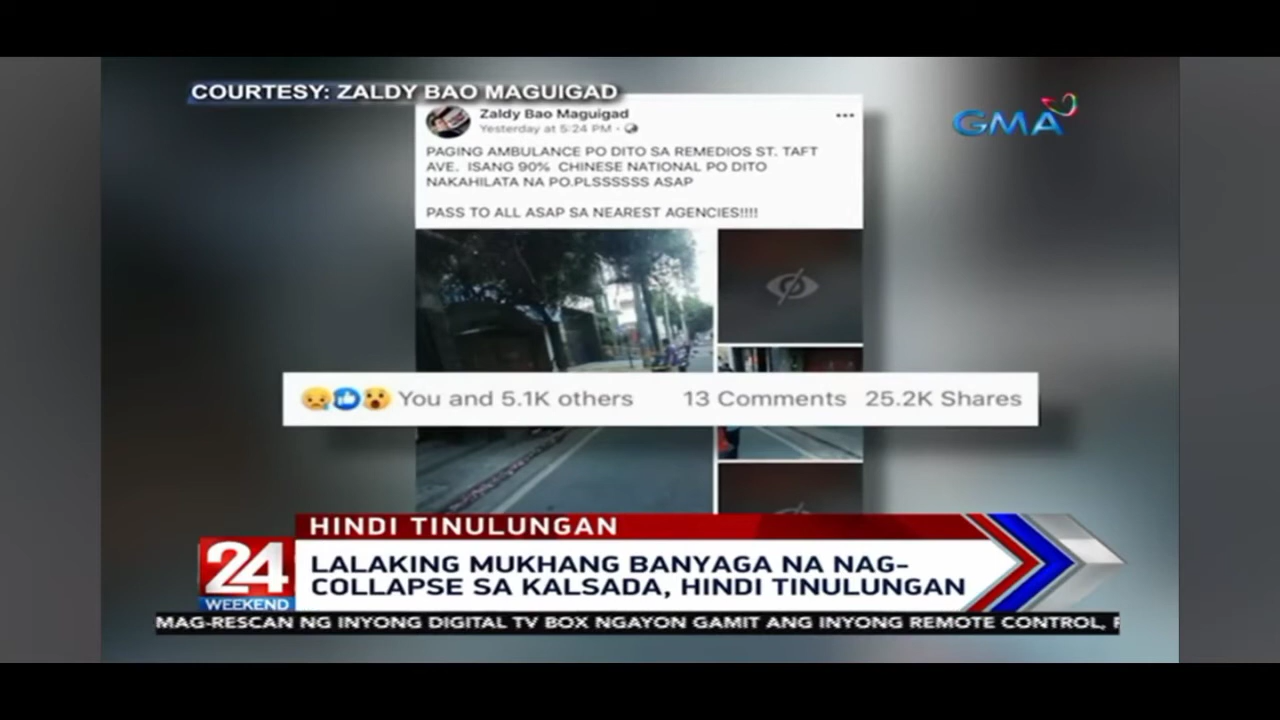 COURTESY: ZALDY BAO MAGUIGAD
GMA
Zaldy Bao Maguigad
Yesterday at 5:24 PM
PAGING AMBULANCE PO DITO SA REMEDIOS ST. TAFT
AVE. ISANG 90% CHINESE NATIONAL PO DITO
NAKAHILATA NA PO.PLSSSSSS ASAP
PASS TO ALL ASAP SA NEAREST AGENCIES!!!!
You and 5.1K others 13 Comments 25.2K Shares
HINDI TINULUNGAN
24
WEEKEND
LALAKING MUKHANG BANYAGA NA NAG-
COLLAPSE SA KALSADA, HINDI TINULUNGAN
MAG-RESCAN NG INYONG DIGITAL TV BOX NGAYON GAMIT ANG INYONG REMOTE CONTROL,